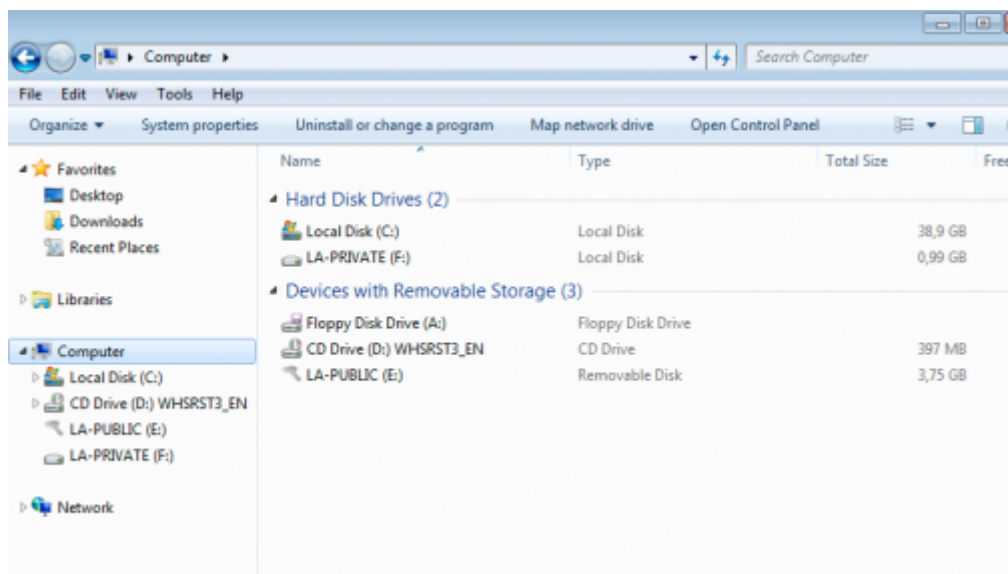 Computer
Search Computer
File Edit View Tools Help
Organize System properties Uninstall or change a program Map network drive Open Control Panel
Name Type Total Size Free
Favorites
Desktop
Downloads
Recent Places
Libraries
Computer
Local Disk (C:)
CD Drive (D:) WHSRST3_EN
LA-PUBLIC (E:)
LA-PRIVATE (F:)
Network
Hard Disk Drives (2)
Local Disk (C:) Local Disk 38,9 GB
LA-PRIVATE (F:) Local Disk 0,99 GB
Devices with Removable Storage (3)
Floppy Disk Drive (A:) Floppy Disk Drive
CD Drive (D:) WHSRST3_EN CD Drive 397 MB
LA-PUBLIC (E:) Removable Disk 3,75 GB